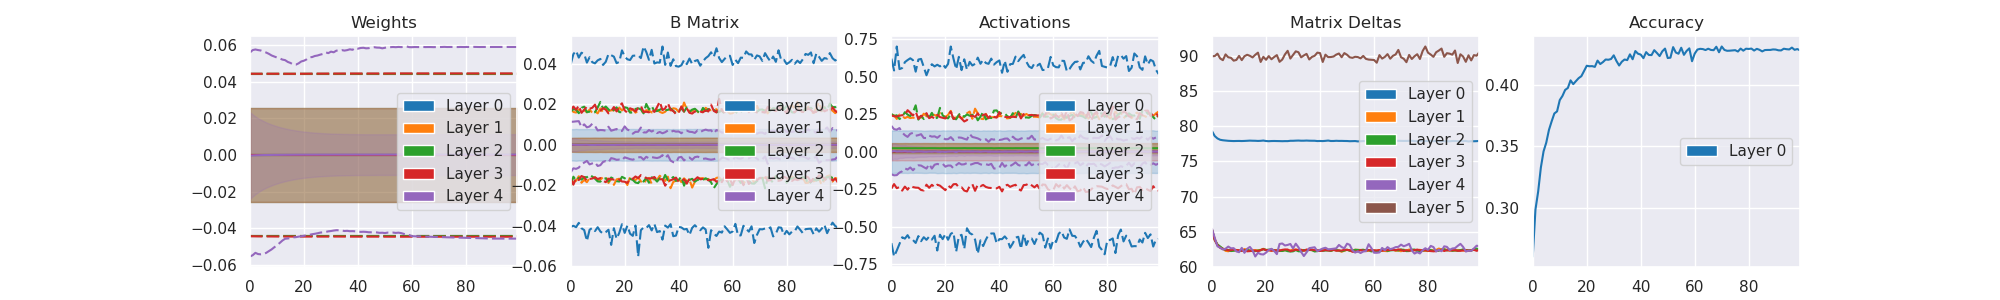 Weights
0.06
0.04
0.02
0.00
−0.02
−0.04
−0.06
0 20 40 60 80
Layer 0
Layer 1
Layer 2
Layer 3
Layer 4
B Matrix
0.04
0.02
0.00
−0.02
−0.04
−0.06
0 20 40 60 80
Layer 0
Layer 1
Layer 2
Layer 3
Layer 4
Activations
0.75
0.50
0.25
0.00
−0.25
−0.50
−0.75
0 20 40 60 80
Layer 0
Layer 1
Layer 2
Layer 3
Layer 4
Matrix Deltas
90
85
80
75
70
65
60
0 20 40 60 80
Layer 0
Layer 1
Layer 2
Layer 3
Layer 4
Layer 5
Accuracy
0.40
0.35
0.30
0 20 40 60 80
Layer 0